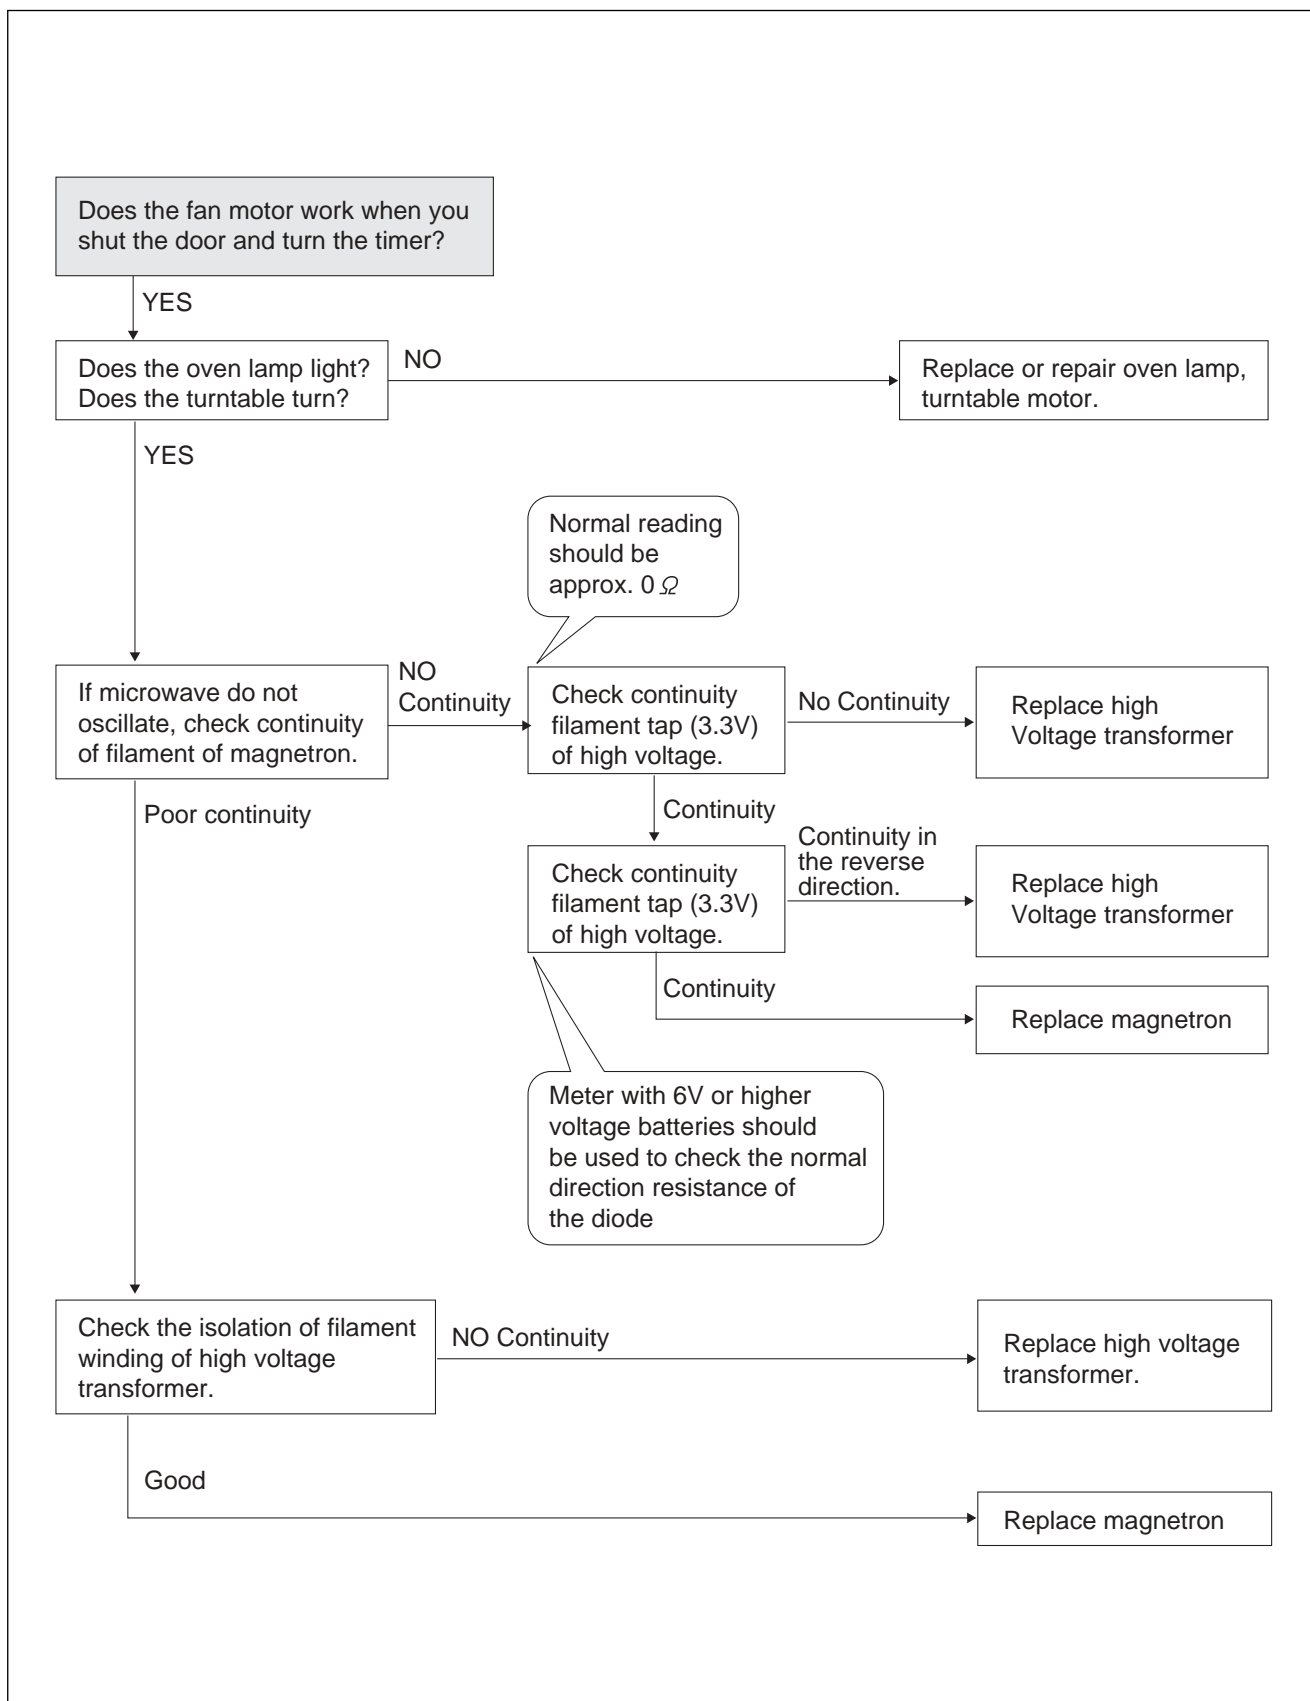 Does the fan motor work when you
shut the door and turn the timer?
YES
Does the oven lamp light?
Does the turntable turn?
NO
Replace or repair oven lamp,
turntable motor.
YES
Normal reading
should be
approx. 0 Ω
If microwave do not
oscillate, check continuity
of filament of magnetron.
NO
Continuity
Check continuity
filament tap (3.3V)
of high voltage.
No Continuity
Replace high
Voltage transformer
Poor continuity
Continuity
Check continuity
filament tap (3.3V)
of high voltage.
Continuity in
the reverse
direction.
Replace high
Voltage transformer
Continuity
Replace magnetron
Meter with 6V or higher
voltage batteries should
be used to check the normal
direction resistance of
the diode
Check the isolation of filament
winding of high voltage
transformer.
NO Continuity
Replace high voltage
transformer.
Good
Replace magnetron